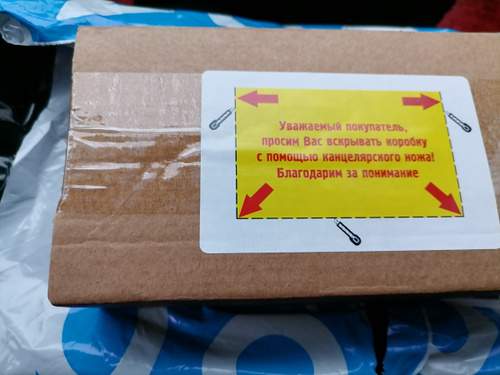 Уважаемый покупатель,
просим Вас вскрывать коробку
с помощью канцелярского ножа!
Благодарим за понимание